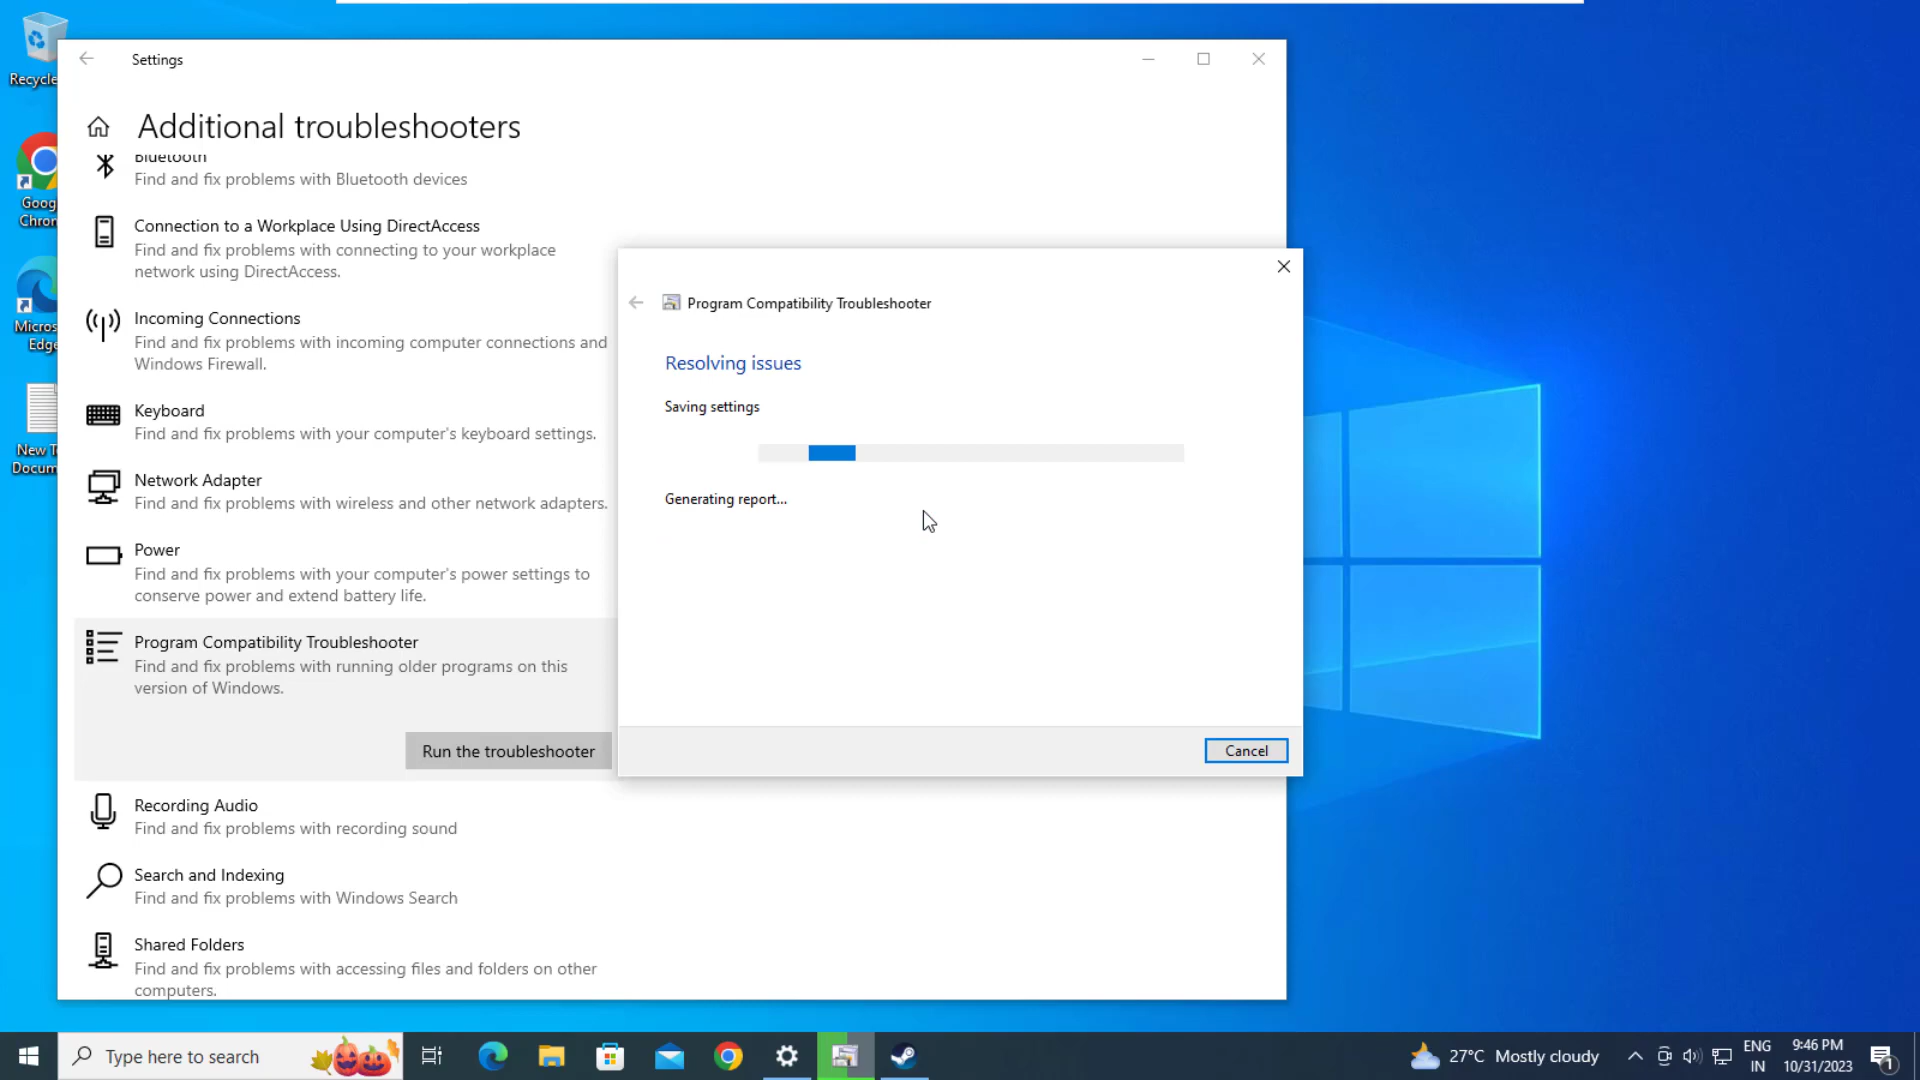 Recycle
Goog
Chron
Micros
Edge
New T
Docum
Settings
Additional troubleshooters
Bluetooth
Find and fix problems with Bluetooth devices
Connection to a Workplace Using DirectAccess
Find and fix problems with connecting to your workplace
network using DirectAccess.
Incoming Connections
Find and fix problems with incoming computer connections and
Windows Firewall.
Keyboard
Find and fix problems with your computer's keyboard settings.
Network Adapter
Find and fix problems with wireless and other network adapters.
Power
Find and fix problems with your computer's power settings to
conserve power and extend battery life.
Program Compatibility Troubleshooter
Find and fix problems with running older programs on this
version of Windows.
Run the troubleshooter
Recording Audio
Find and fix problems with recording sound
Search and Indexing
Find and fix problems with Windows Search
Shared Folders
Find and fix problems with accessing files and folders on other
computers.
Program Compatibility Troubleshooter
Resolving issues
Saving settings
Generating report...
Cancel
Type here to search
27°C Mostly cloudy
ENG
IN
9:46 PM
10/31/2023
1